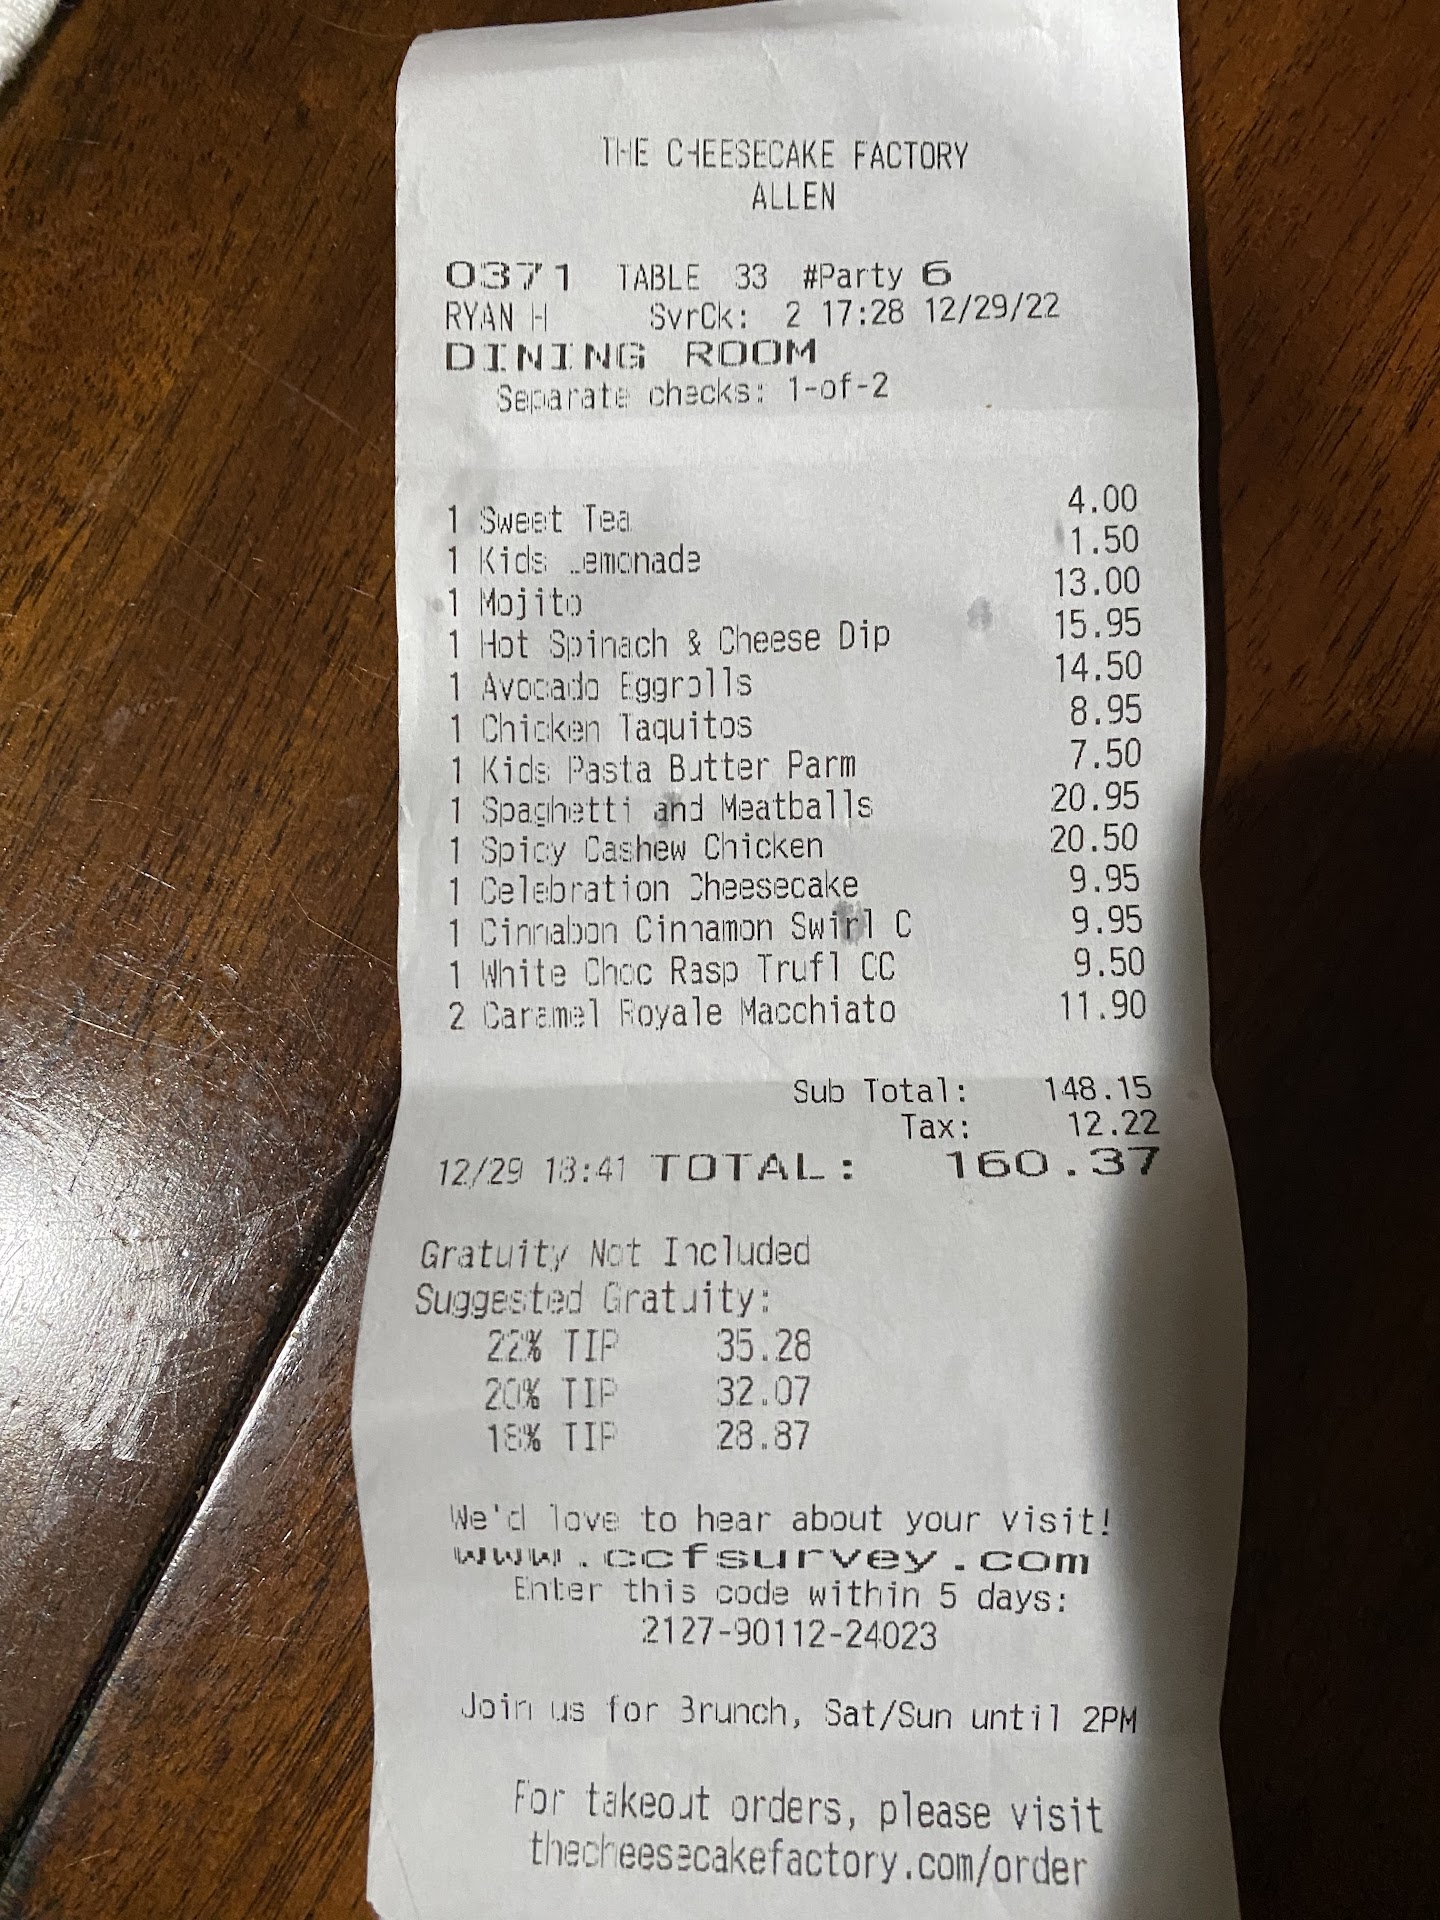 THE CHEESECAKE FACTORY
ALLEN
0371 TABLE 33 #Party 6
RYAN H SvrCk: 2 17:28 12/29/22
DINING ROOM
Separate checks: 1-of-2
1 Sweet Tea 4.00
1 Kids Lemonade 1.50
1 Mojito 13.00
1 Hot Spinach & Cheese Dip 15.95
1 Avocado Eggrolls 14.50
1 Chicken Taquitos 8.95
1 Kids Pasta Butter Parm 7.50
1 Spaghetti and Meatballs 20.95
1 Spicy Cashew Chicken 20.50
1 Celebration Cheesecake 9.95
1 Cinnabon Cinnamon Swirl C 9.95
1 White Choc Rasp Trufl CC 9.50
2 Caramel Royale Macchiato 11.90
Sub Total: 148.15
Tax: 12.22
12/29 18:41 TOTAL: 160.37
Gratuity Not Included
Suggested Gratuity:
22% TIP 35.28
20% TIP 32.07
18% TIP 28.87
We'd love to hear about your visit!
www.ccfsurvey.com
Enter this code within 5 days:
2127-90112-24023
Join us for Brunch, Sat/Sun until 2PM
For takeout orders, please visit
thecheesecakefactory.com/order